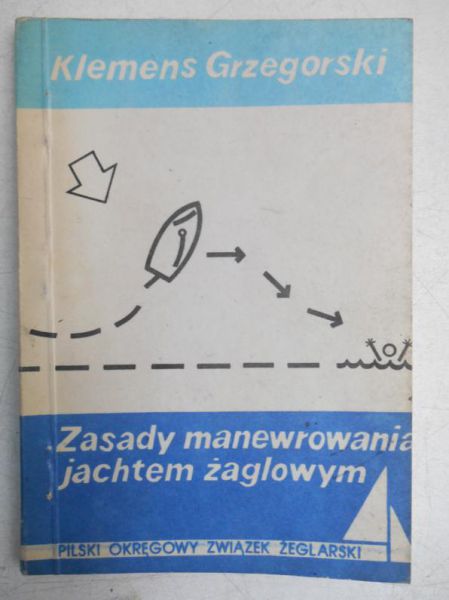 Klemens Grzegorski
Zasady manewrowania
jachtem żaglowym
PILSKI OKRĘGOWY ZWIĄZEK ŻEGLARSKI